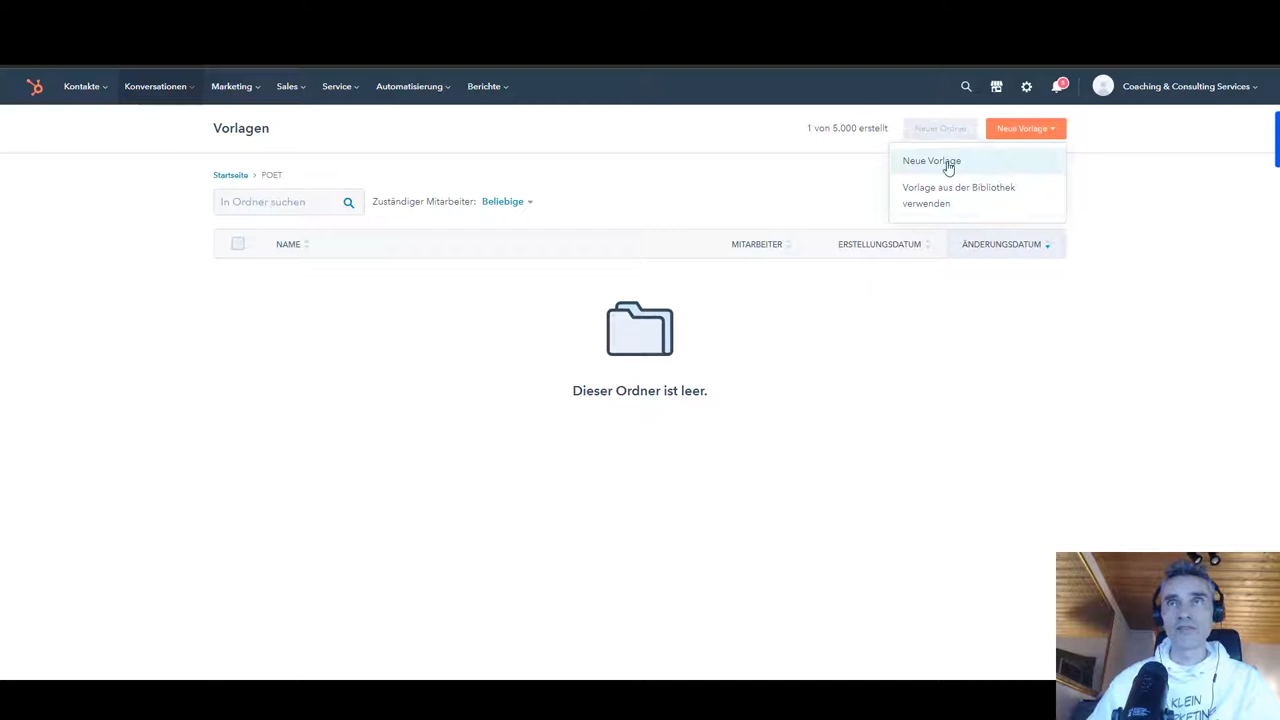 Kontakte
Konversationen
Marketing
Sales
Service
Automatisierung
Berichte
8
Coaching & Consulting Services
Vorlagen
1 von 5.000 erstellt
Neuer Ordner
Neue Vorlage
Neue Vorlage
Vorlage aus der Bibliothek
verwenden
Startseite > POET
In Ordner suchen
Zuständiger Mitarbeiter: Beliebige
NAME
MITARBEITER
ERSTELLUNGSDATUM
ÄNDERUNGSDATUM
Dieser Ordner ist leer.
KLEIN